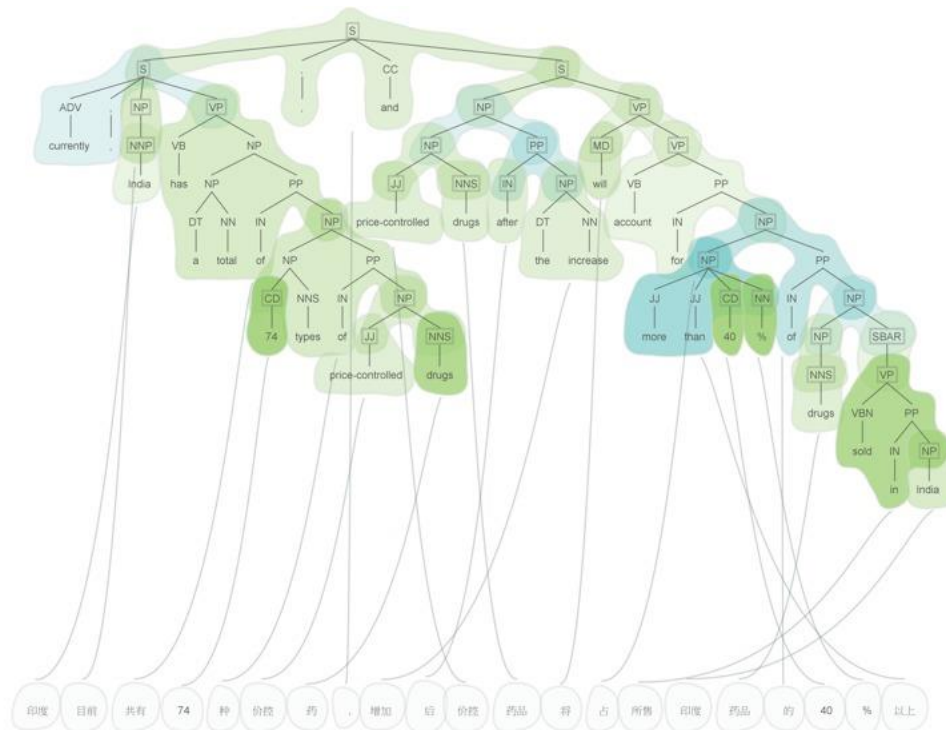 S
S , CC S
ADV , NP VP , and NP VP
currently , NNP VB NP NP PP MD VP
India has NP PP JJ NNS IN NP will VB PP
DT NN IN NP price-controlled drugs after DT NN account IN NP
a total of NP PP the increase for NP PP
CD NNS IN NP JJ JJ CD NN IN NP
74 types of JJ NNS more than 40 % of NP SBAR
price-controlled drugs NNS VP
drugs VBN PP
sold IN NP
in India
印度 目前 共有 74 种 价控 药 , 增加 后 价控 药品 将 占 所售 印度 药品 的 40 % 以上